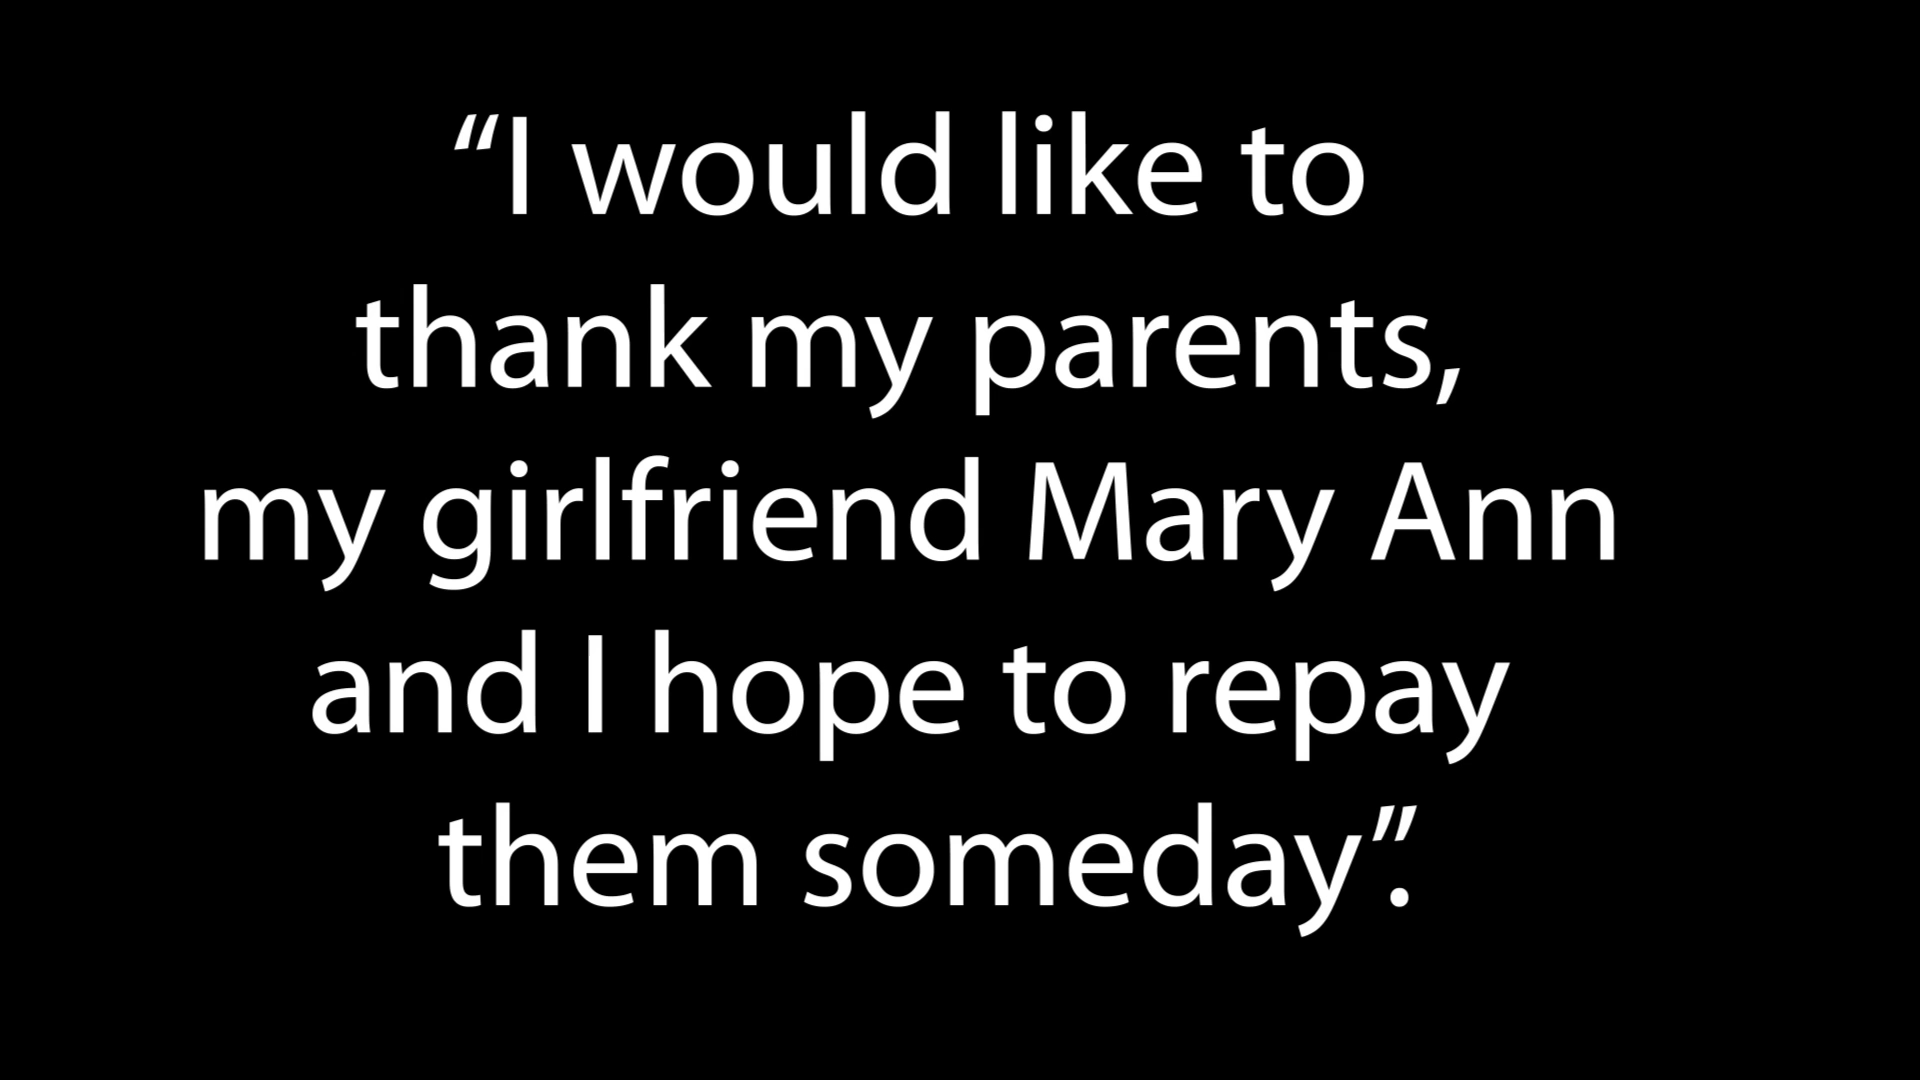 “I would like to
thank my parents,
my girlfriend Mary Ann
and I hope to repay
them someday”.